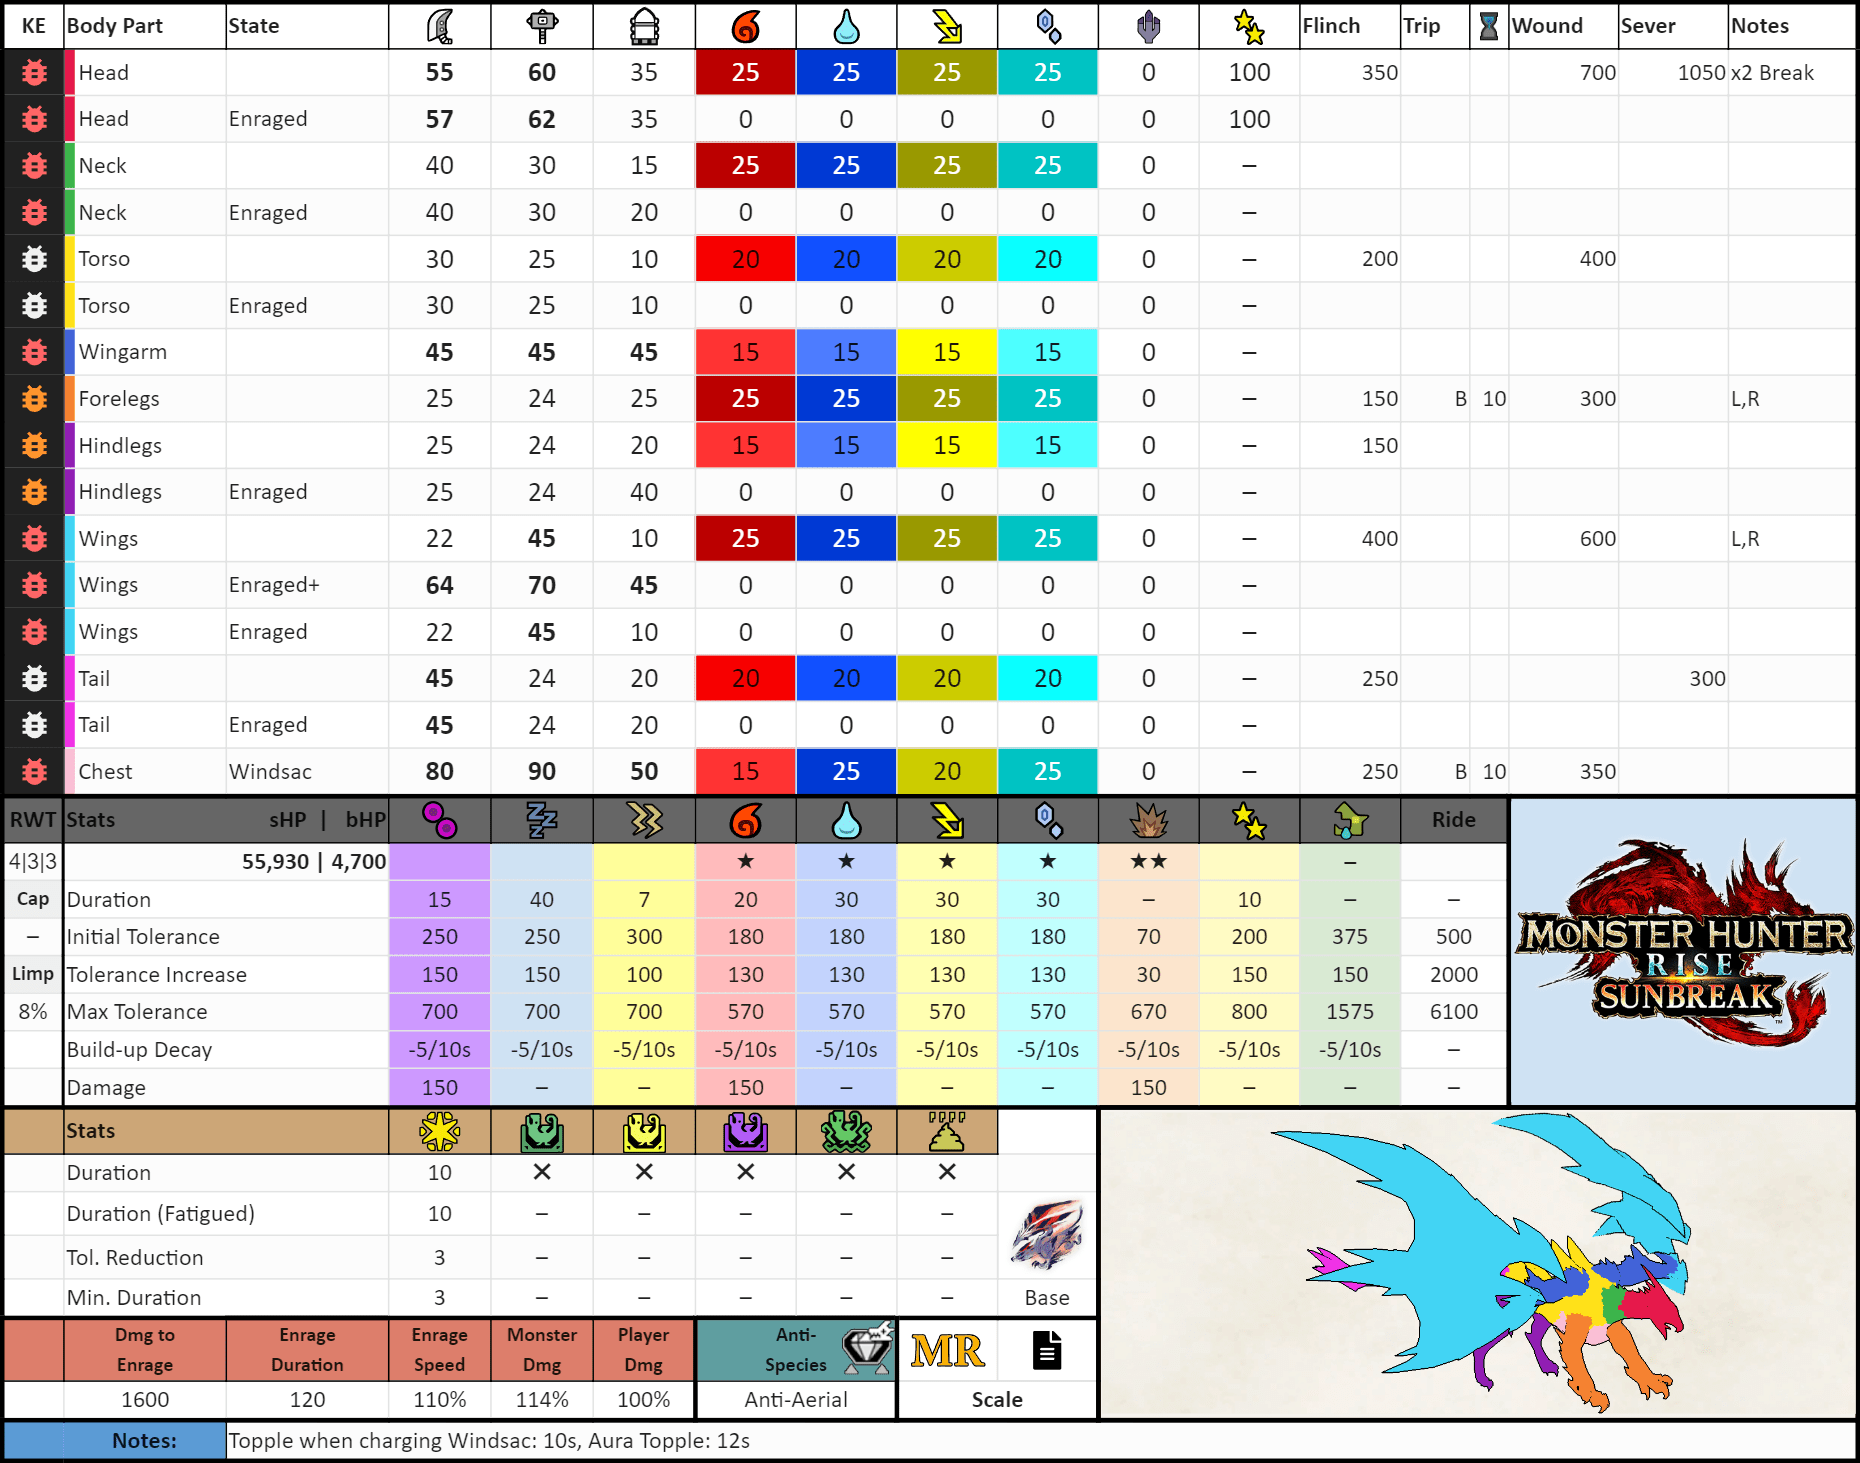 KE Body Part State Flinch Trip Wound Sever Notes
Head 55 60 35 25 25 25 25 0 100 350 700 1050 x2 Break
Head Enraged 57 62 35 0 0 0 0 0 100
Neck 40 30 15 25 25 25 25 0 –
Neck Enraged 40 30 20 0 0 0 0 0 –
Torso 30 25 10 20 20 20 20 0 – 200 400
Torso Enraged 30 25 10 0 0 0 0 0 –
Wingarm 45 45 45 15 15 15 15 0 –
Forelegs 25 24 25 25 25 25 25 0 – 150 B 10 300 L,R
Hindlegs 25 24 20 15 15 15 15 0 – 150
Hindlegs Enraged 25 24 40 0 0 0 0 0 –
Wings 22 45 10 25 25 25 25 0 – 400 600 L,R
Wings Enraged+ 64 70 45 0 0 0 0 0 –
Wings Enraged 22 45 10 0 0 0 0 0 –
Tail 45 24 20 20 20 20 20 0 – 250 300
Tail Enraged 45 24 20 0 0 0 0 0 –
Chest Windsac 80 90 50 15 25 20 25 0 – 250 B 10 350
RWT Stats sHP | bHP Ride
4|3|3 55,930 | 4,700 ★ ★ ★ ★ ★★ –
Cap Duration 15 40 7 20 30 30 30 – 10 – –
– Initial Tolerance 250 250 300 180 180 180 180 70 200 375 500
Limp Tolerance Increase 150 150 100 130 130 130 130 30 150 150 2000
8% Max Tolerance 700 700 700 570 570 570 570 670 800 1575 6100
Build-up Decay -5/10s -5/10s -5/10s -5/10s -5/10s -5/10s -5/10s -5/10s -5/10s -5/10s –
Damage 150 – – 150 – – – 150 – – –
MONSTER HUNTER
RISE
SUNBREAK™
Stats
Duration 10 ✕ ✕ ✕ ✕ ✕
Duration (Fatigued) 10 – – – – –
Tol. Reduction 3 – – – – –
Min. Duration 3 – – – – – Base
Dmg to Enrage Enrage Monster Player Anti-
Enrage Duration Speed Dmg Dmg Species MR
1600 120 110% 114% 100% Anti-Aerial Scale
Notes: Topple when charging Windsac: 10s, Aura Topple: 12s